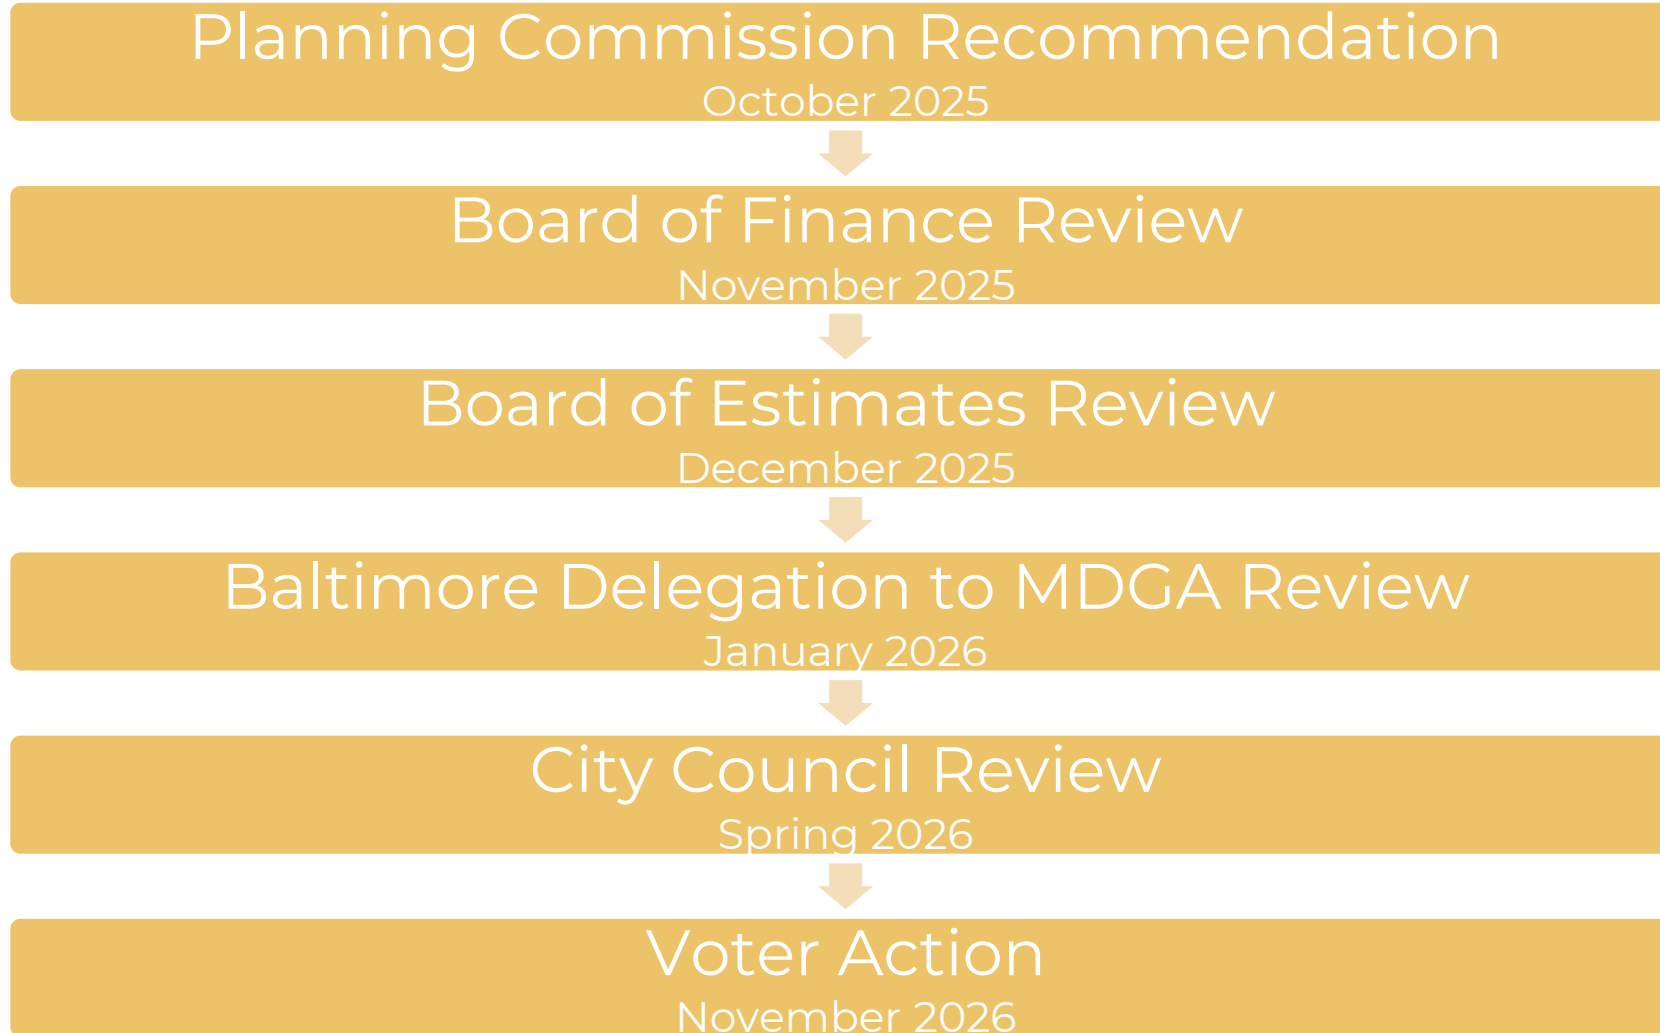 Planning Commission Recommendation
October 2025
Board of Finance Review
November 2025
Board of Estimates Review
December 2025
Baltimore Delegation to MDGA Review
January 2026
City Council Review
Spring 2026
Voter Action
November 2026